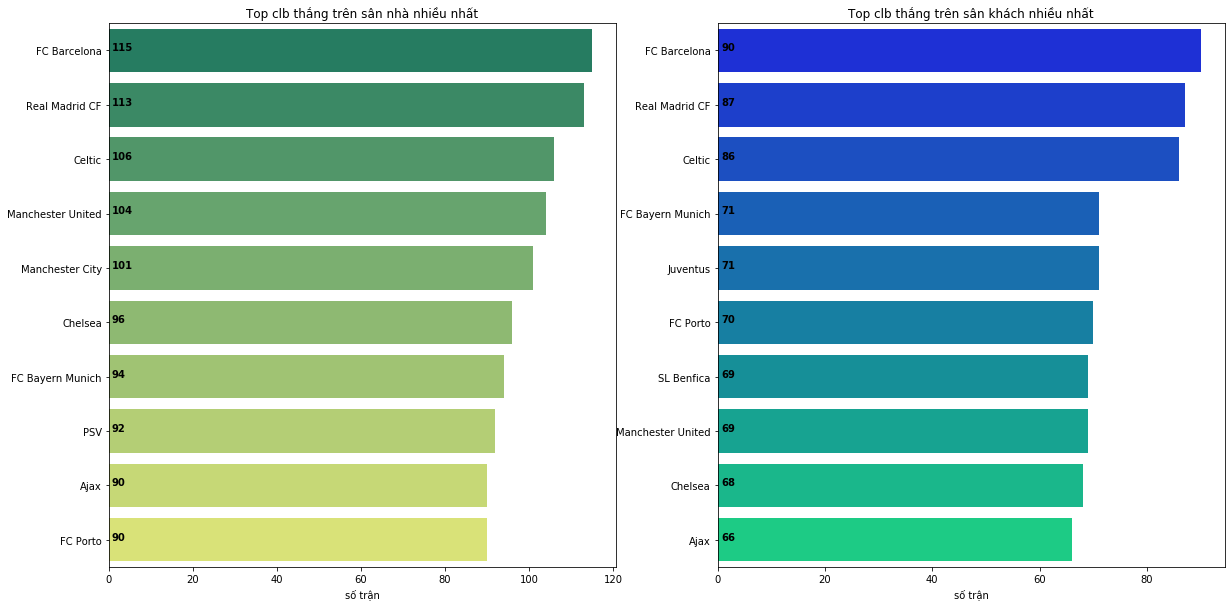 Top clb thắng trên sân nhà nhiều nhất
FC Barcelona 115
Real Madrid CF 113
Celtic 106
Manchester United 104
Manchester City 101
Chelsea 96
FC Bayern Munich 94
PSV 92
Ajax 90
FC Porto 90
0 20 40 60 80 100 120
số trận
Top clb thắng trên sân khách nhiều nhất
FC Barcelona 90
Real Madrid CF 87
Celtic 86
FC Bayern Munich 71
Juventus 71
FC Porto 70
SL Benfica 69
Manchester United 69
Chelsea 68
Ajax 66
0 20 40 60 80
số trận